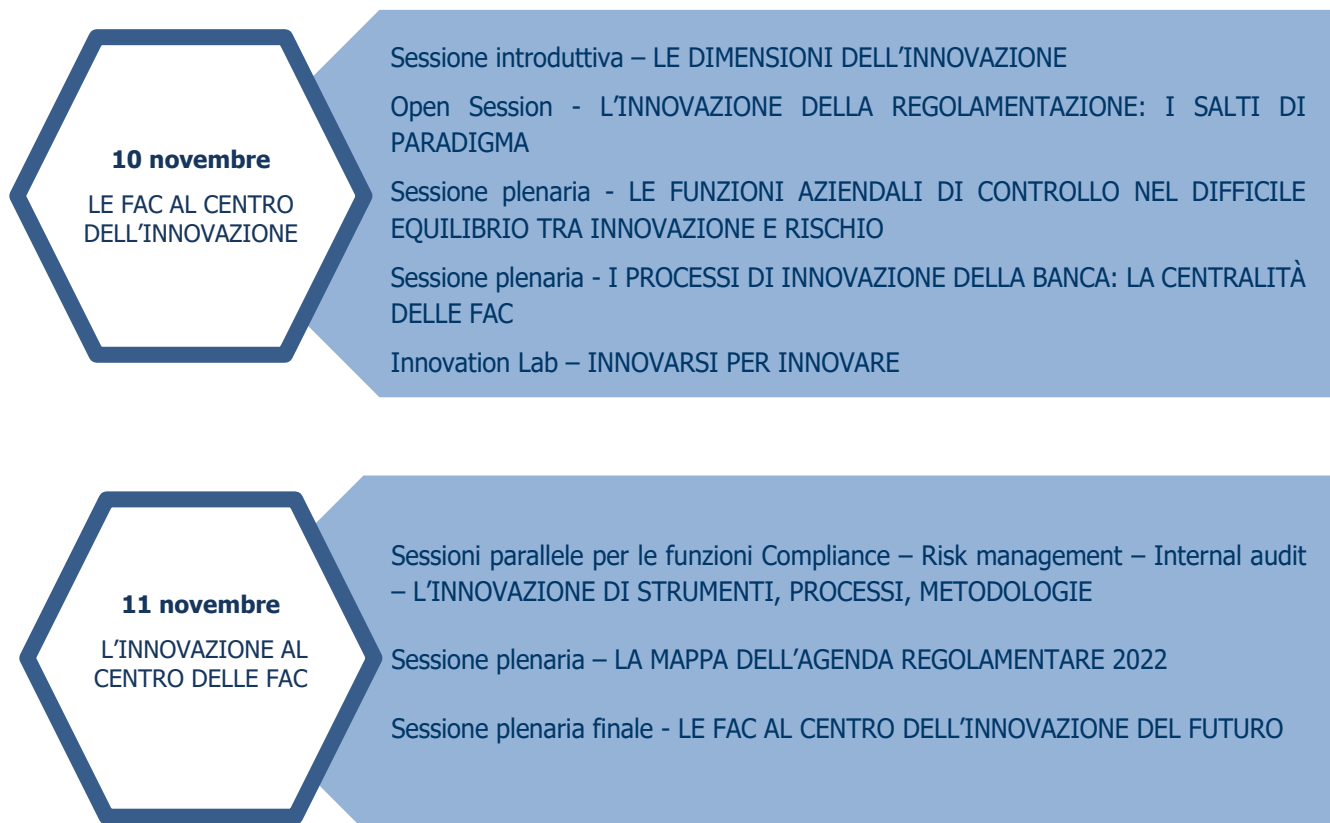 10 novembre
LE FAC AL CENTRO
DELL’INNOVAZIONE
Sessione introduttiva – LE DIMENSIONI DELL’INNOVAZIONE
Open Session - L’INNOVAZIONE DELLA REGOLAMENTAZIONE: I SALTI DI
PARADIGMA
Sessione plenaria - LE FUNZIONI AZIENDALI DI CONTROLLO NEL DIFFICILE
EQUILIBRIO TRA INNOVAZIONE E RISCHIO
Sessione plenaria - I PROCESSI DI INNOVAZIONE DELLA BANCA: LA CENTRALITÀ
DELLE FAC
Innovation Lab – INNOVARSI PER INNOVARE
11 novembre
L’INNOVAZIONE AL
CENTRO DELLE FAC
Sessioni parallele per le funzioni Compliance – Risk management – Internal audit
– L’INNOVAZIONE DI STRUMENTI, PROCESSI, METODOLOGIE
Sessione plenaria – LA MAPPA DELL’AGENDA REGOLAMENTARE 2022
Sessione plenaria finale - LE FAC AL CENTRO DELL’INNOVAZIONE DEL FUTURO